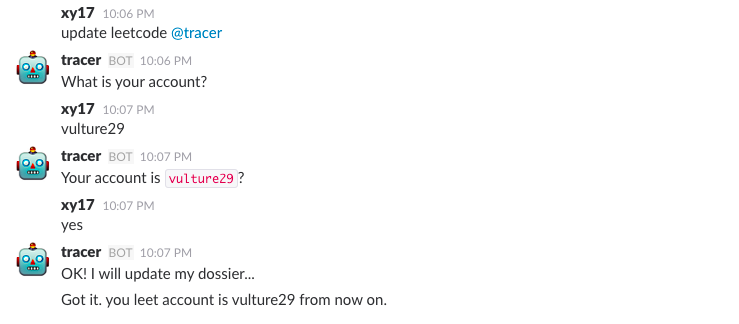 xy17 10:06 PM
update leetcode @tracer
tracer BOT 10:06 PM
What is your account?
xy17 10:07 PM
vulture29
tracer BOT 10:07 PM
Your account is vulture29?
xy17 10:07 PM
yes
tracer BOT 10:07 PM
OK! I will update my dossier...
Got it. you leet account is vulture29 from now on.